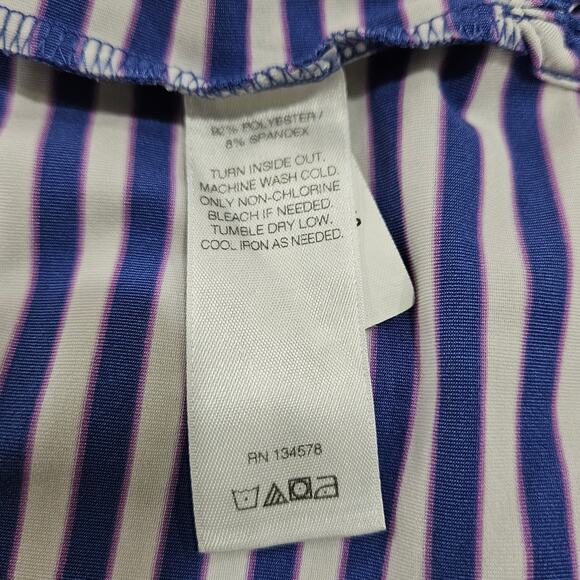 92% POLYESTER /
8% SPANDEX
TURN INSIDE OUT.
MACHINE WASH COLD.
ONLY NON-CHLORINE
BLEACH IF NEEDED.
TUMBLE DRY LOW.
COOL IRON AS NEEDED.
RN 134578